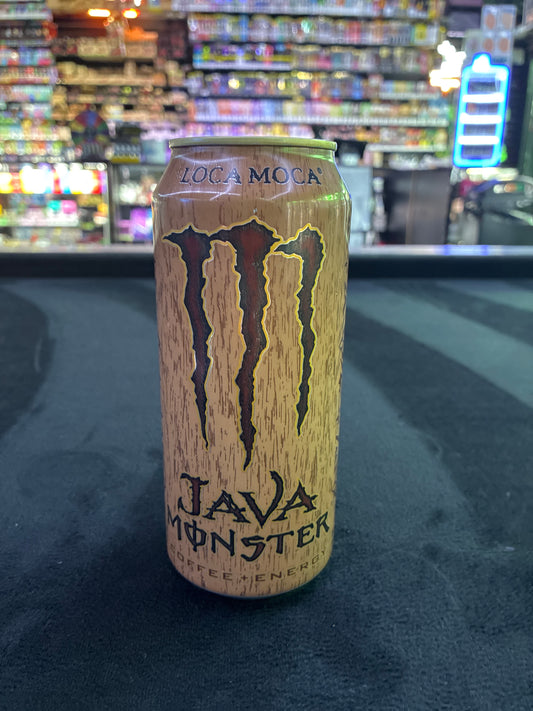 LOCA MOCA®
JAVA
MONSTER
COFFEE + ENERGY